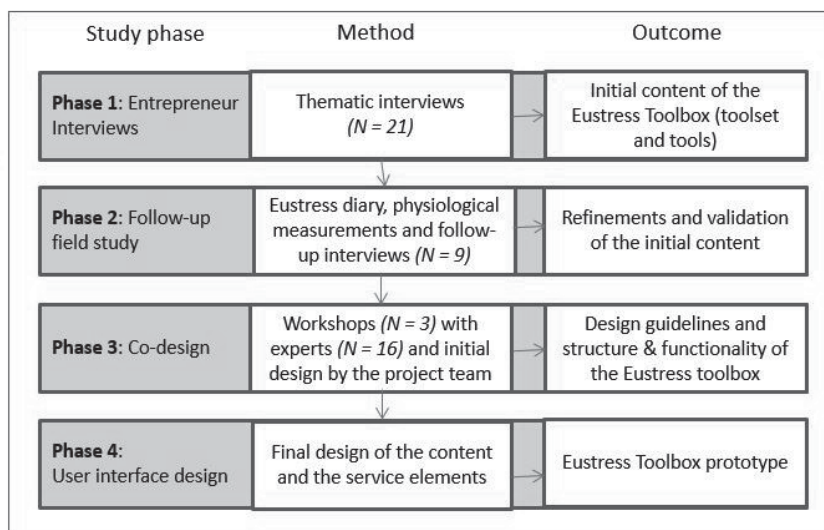 Study phase
Method
Outcome
Phase 1: Entrepreneur
Interviews
Thematic interviews
(N = 21)
Initial content of the
Eustress Toolbox (toolset
and tools)
Phase 2: Follow-up
field study
Eustress diary, physiological
measurements and follow-
up interviews (N = 9)
Refinements and validation
of the initial content
Phase 3: Co-design
Workshops (N = 3) with
experts (N = 16) and initial
design by the project team
Design guidelines and
structure & functionality of
the Eustress toolbox
Phase 4:
User interface design
Final design of the content
and the service elements
Eustress Toolbox prototype